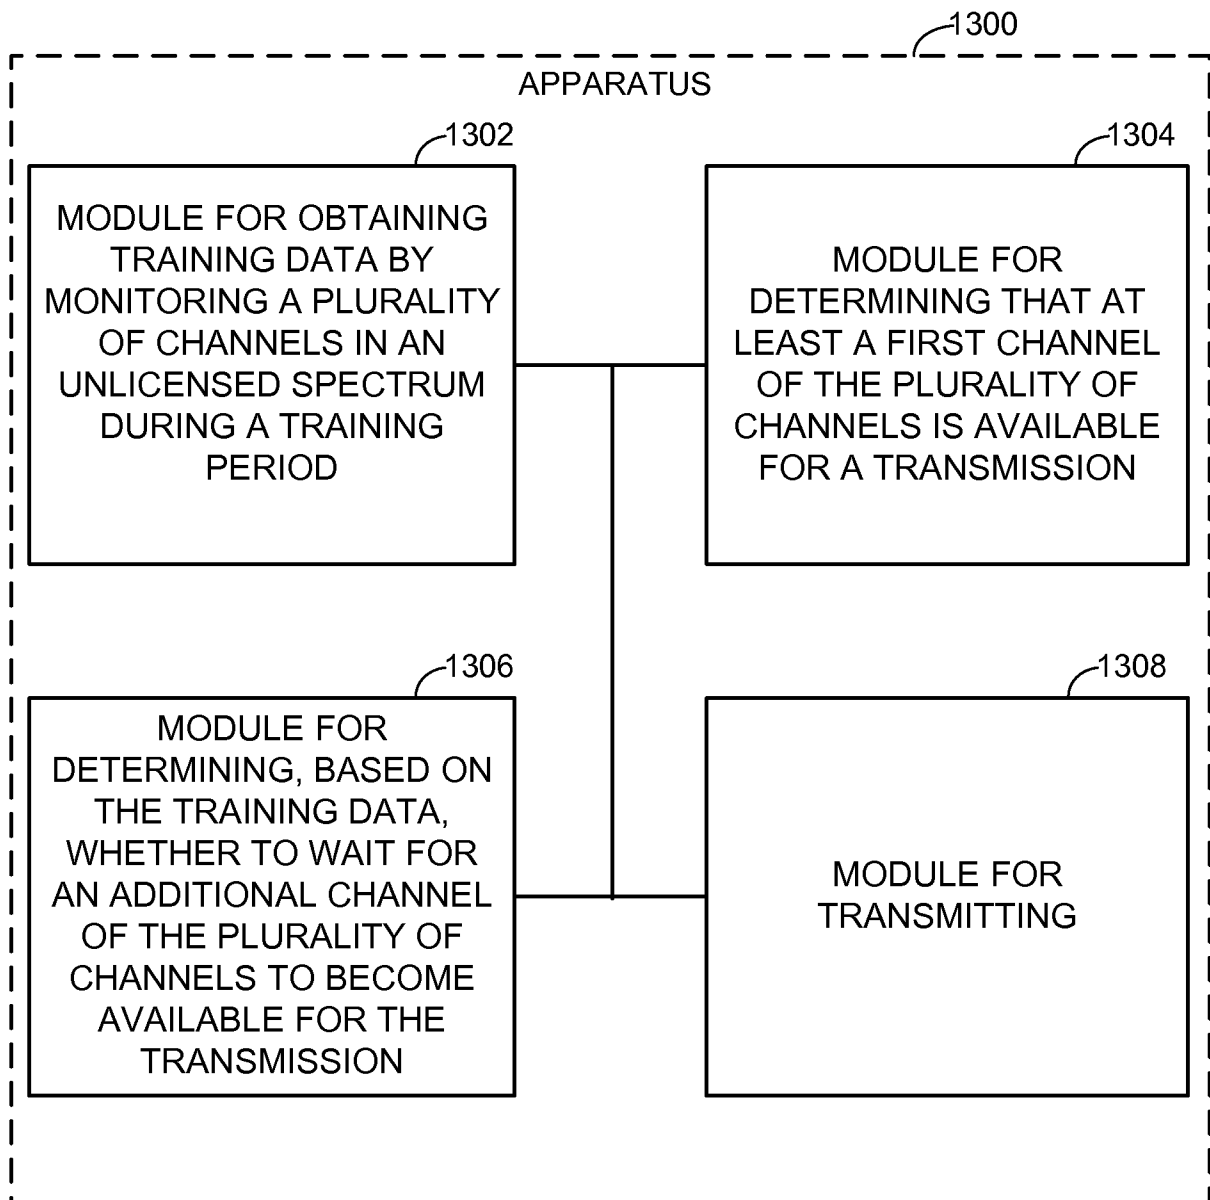 1300
APPARATUS
1302
MODULE FOR OBTAINING
TRAINING DATA BY
MONITORING A PLURALITY
OF CHANNELS IN AN
UNLICENSED SPECTRUM
DURING A TRAINING
PERIOD
1304
MODULE FOR
DETERMINING THAT AT
LEAST A FIRST CHANNEL
OF THE PLURALITY OF
CHANNELS IS AVAILABLE
FOR A TRANSMISSION
1306
MODULE FOR
DETERMINING, BASED ON
THE TRAINING DATA,
WHETHER TO WAIT FOR
AN ADDITIONAL CHANNEL
OF THE PLURALITY OF
CHANNELS TO BECOME
AVAILABLE FOR THE
TRANSMISSION
1308
MODULE FOR
TRANSMITTING